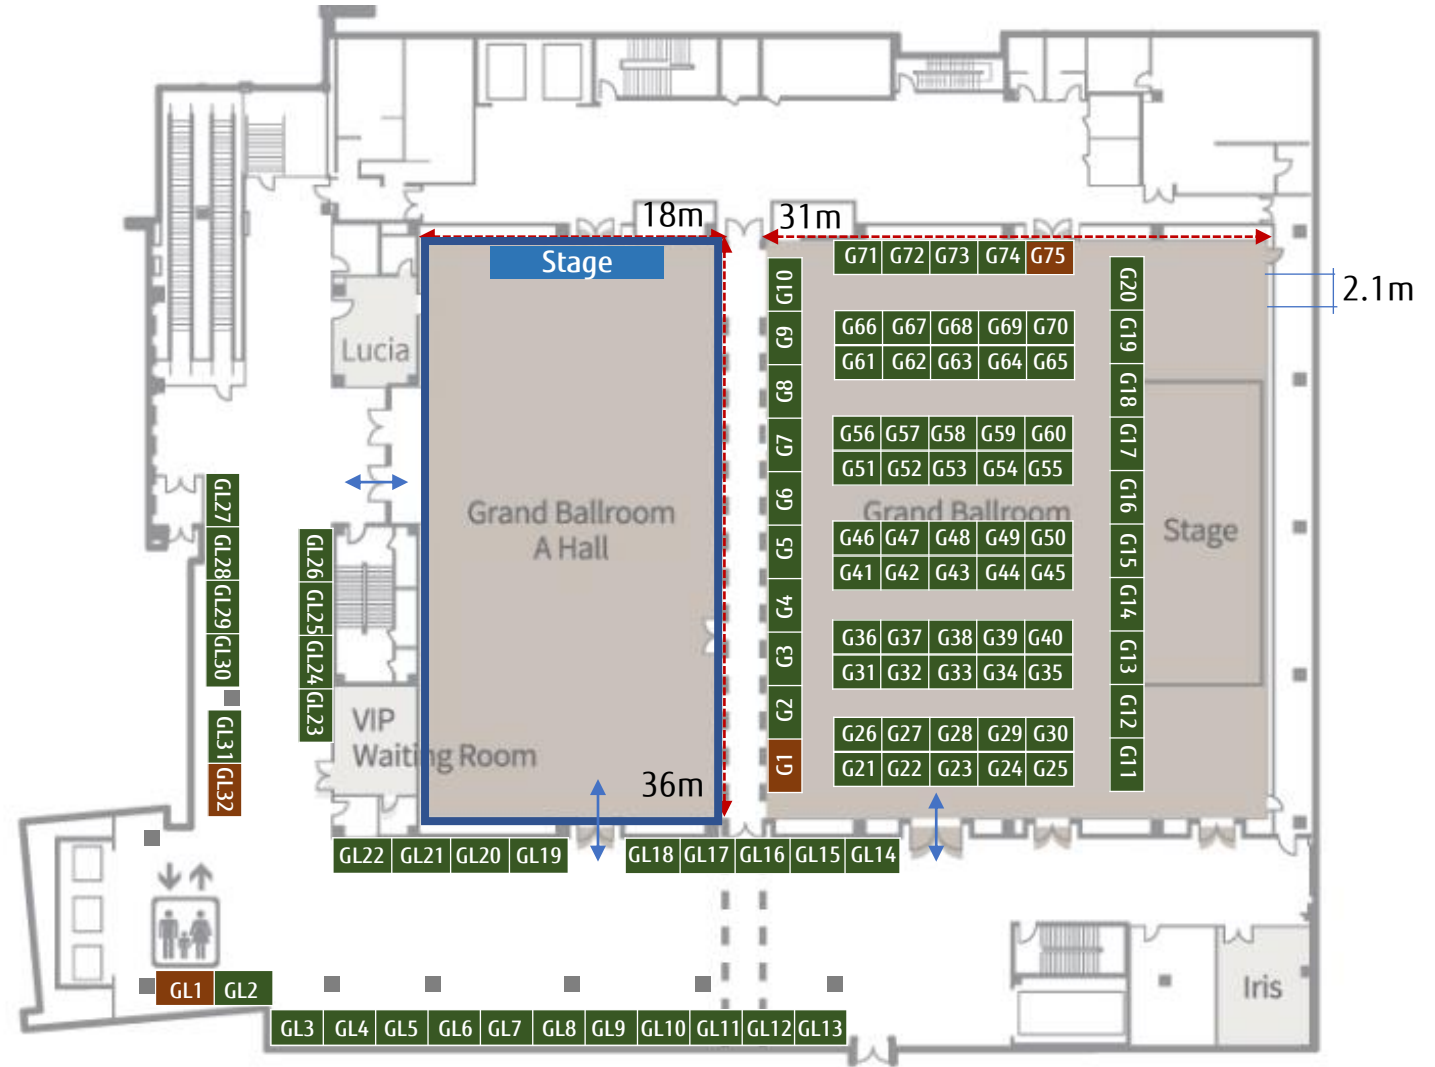 18m
31m
Stage
G71 G72 G73 G74 G75
G10
G20
2.1m
G9
G66 G67 G68 G69 G70
G19
Lucia
G61 G62 G63 G64 G65
G8
G18
G7
G56 G57 G58 G59 G60
G17
G51 G52 G53 G54 G55
GL27
G6
G16
Grand Ballroom
A Hall
Grand Ballroom
Stage
GL28
GL26
G5
G46 G47 G48 G49 G50
G15
G41 G42 G43 G44 G45
GL29
GL25
G4
G14
GL30
GL24
G3
G36 G37 G38 G39 G40
G13
G31 G32 G33 G34 G35
GL31
GL23
VIP
Waiting Room
G2
G26 G27 G28 G29 G30
G12
GL32
36m
G1
G21 G22 G23 G24 G25
G11
GL22 GL21 GL20 GL19
GL18 GL17 GL16 GL15 GL14
GL1 GL2
Iris
GL3 GL4 GL5 GL6 GL7 GL8 GL9 GL10 GL11 GL12 GL13